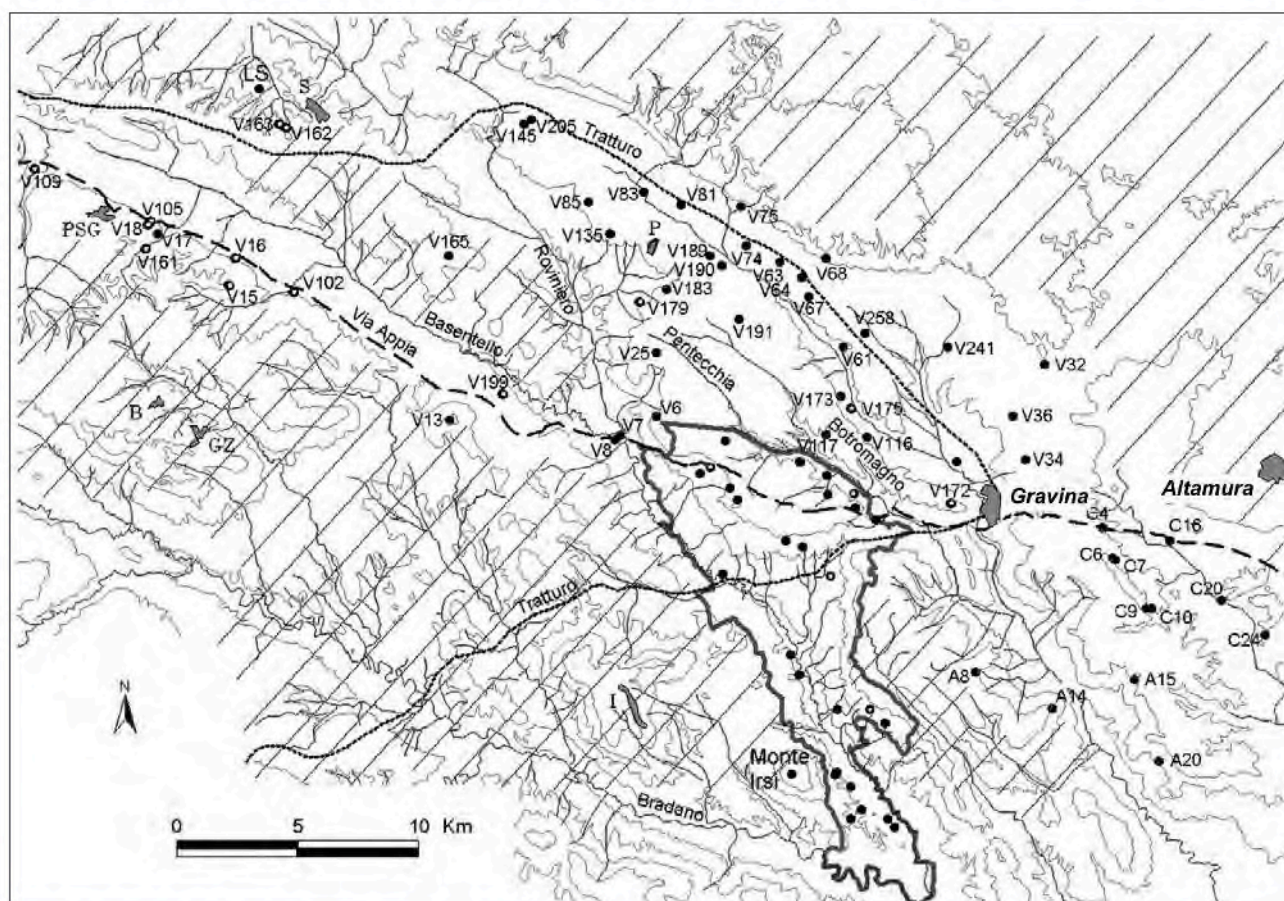 LS
S
V163
V162
V145
V205
Tratturo
V109
V105
PSG
V18
V17
V16
V161
V15
V102
V165
V85
V83
V81
V75
V135
P
V189
V190
V74
V63
V68
V64
V67
V183
V179
V191
V258
V61
V241
V32
Roviniero
Basentello
Via Appia
Pentecchia
V25
V199
V13
B
GZ
V6
V7
V8
V173
V175
V36
V117
Botromagno
V116
V34
V172
Gravina
Altamura
C4
C16
C6
C7
C20
C9
C10
C24
Tratturo
A8
A15
A14
A20
I
N
Monte
Irsi
Bradano
0 5 10 Km